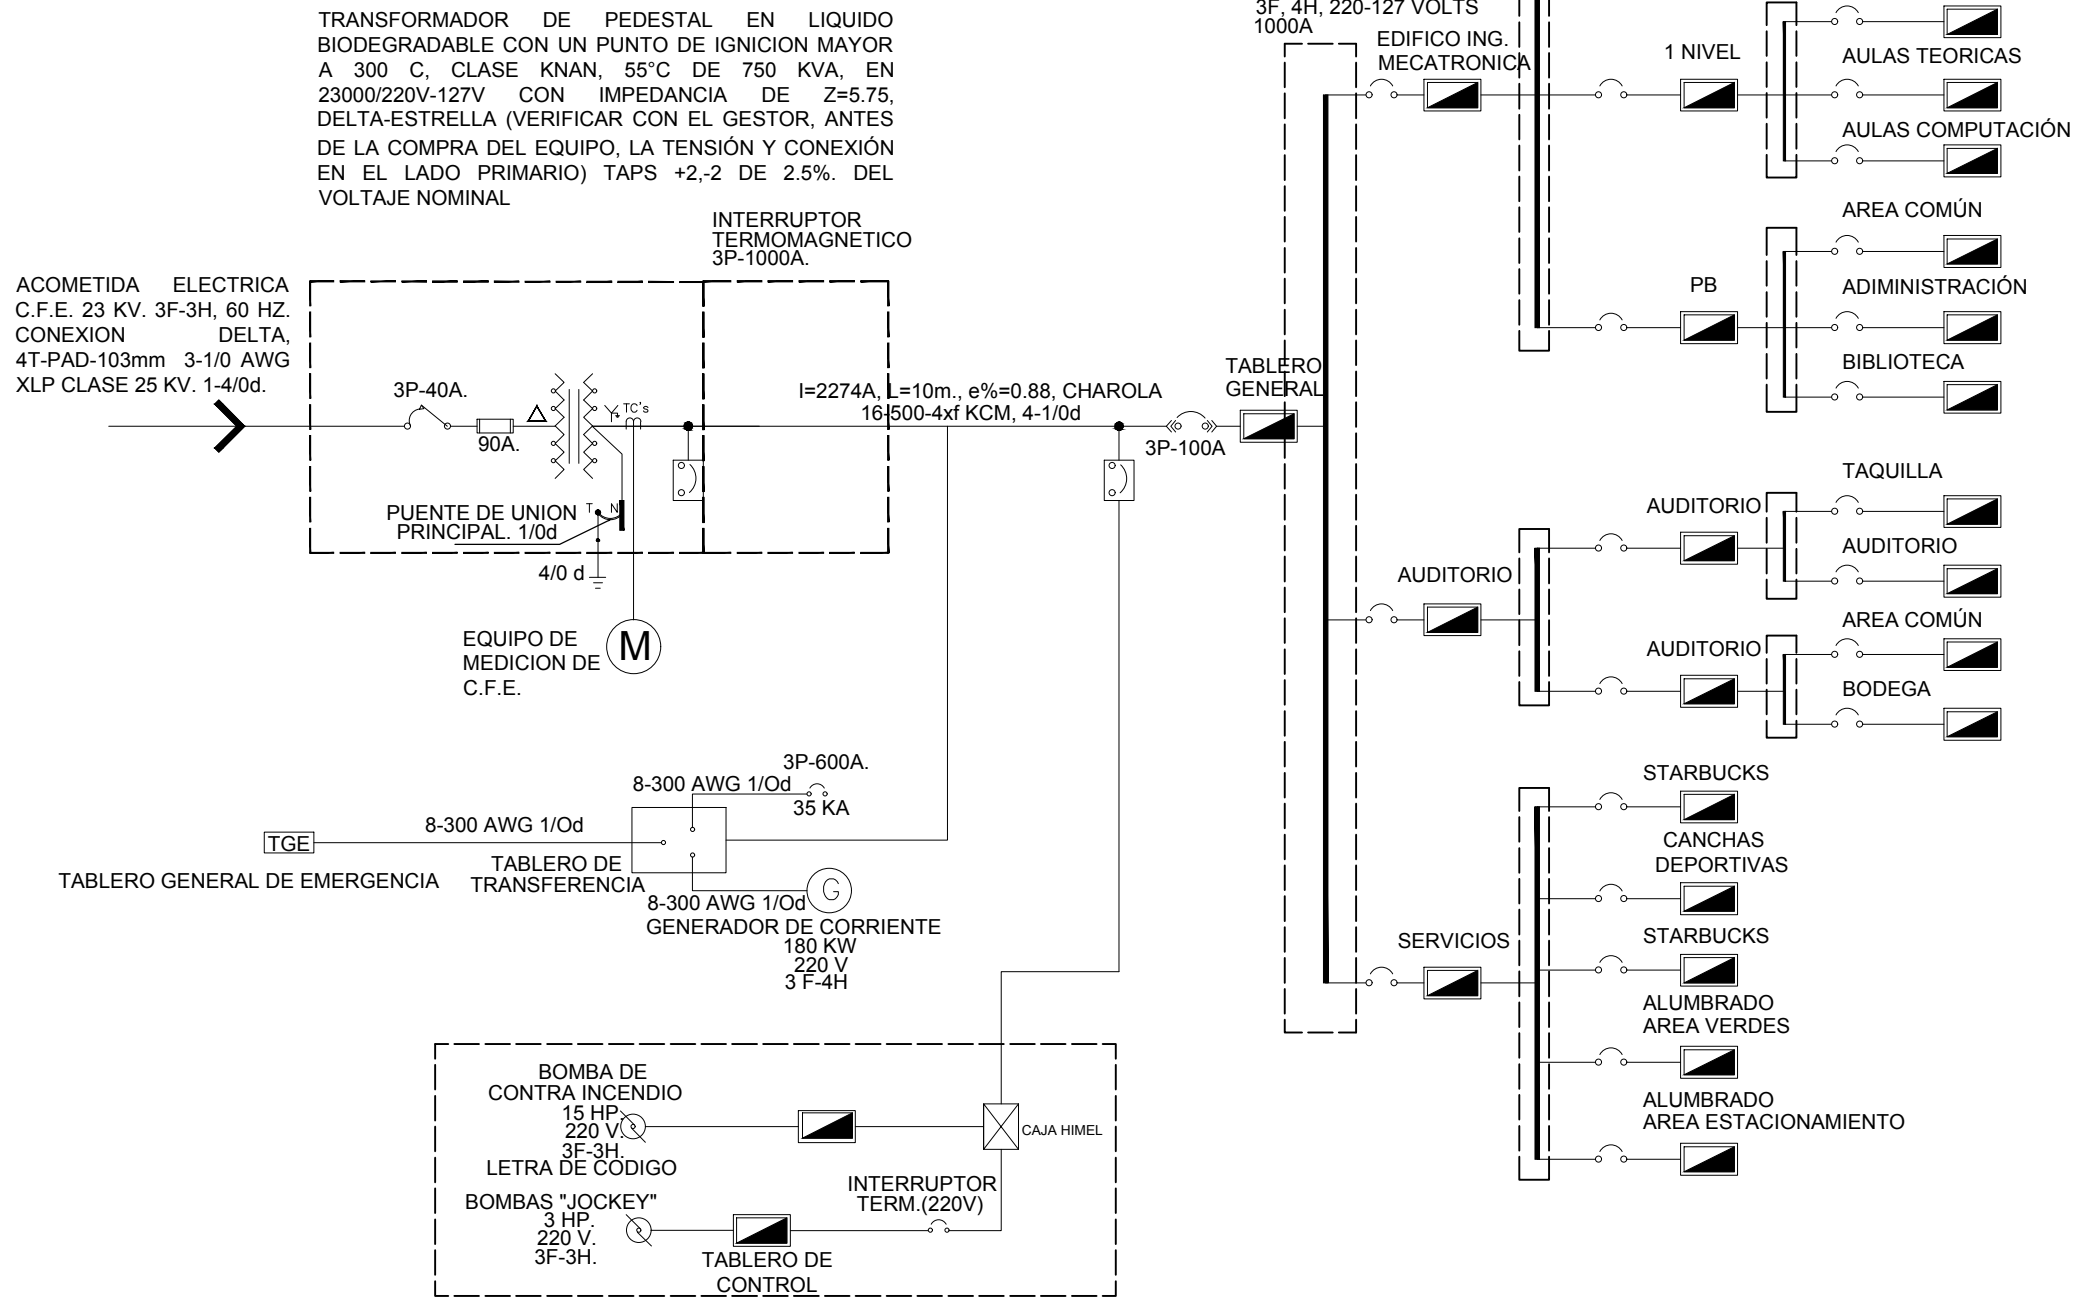 TRANSFORMADOR DE PEDESTAL EN LIQUIDO
BIODEGRADABLE CON UN PUNTO DE IGNICION MAYOR
A 300 C, CLASE KNAN, 55°C DE 750 KVA, EN
23000/220V-127V CON IMPEDANCIA DE Z=5.75,
DELTA-ESTRELLA (VERIFICAR CON EL GESTOR, ANTES
DE LA COMPRA DEL EQUIPO, LA TENSIÓN Y CONEXIÓN
EN EL LADO PRIMARIO) TAPS +2,-2 DE 2.5%. DEL
VOLTAJE NOMINAL
INTERRUPTOR
TERMOMAGNETICO
3P-1000A.
ACOMETIDA ELECTRICA
C.F.E. 23 KV. 3F-3H, 60 HZ.
CONEXION DELTA,
4T-PAD-103mm 3-1/0 AWG
XLP CLASE 25 KV. 1-4/0d.
3P-40A.
90A.
TC's
PUENTE DE UNION
PRINCIPAL. 1/0d
T
N
4/0 d
EQUIPO DE
MEDICION DE
C.F.E.
M
I=2274A, L=10m., e%=0.88, CHAROLA
16-500-4xf KCM, 4-1/0d
3P-100A
TABLERO
GENERAL
3F, 4H, 220-127 VOLTS
1000A
EDIFICO ING.
MECATRONICA
1 NIVEL
AULAS TEORICAS
AULAS COMPUTACIÓN
AREA COMÚN
PB
ADIMINISTRACIÓN
BIBLIOTECA
TAQUILLA
AUDITORIO
AUDITORIO
AUDITORIO
AREA COMÚN
AUDITORIO
BODEGA
STARBUCKS
CANCHAS
DEPORTIVAS
SERVICIOS
STARBUCKS
ALUMBRADO
AREA VERDES
ALUMBRADO
AREA ESTACIONAMIENTO
3P-600A.
8-300 AWG 1/Od
35 KA
8-300 AWG 1/Od
TGE
TABLERO GENERAL DE EMERGENCIA
TABLERO DE
TRANSFERENCIA
8-300 AWG 1/Od
G
GENERADOR DE CORRIENTE
180 KW
220 V
3 F-4H
BOMBA DE
CONTRA INCENDIO
15 HP.
220 V.
3F-3H.
LETRA DE CODIGO
CAJA HIMEL
INTERRUPTOR
TERM.(220V)
BOMBAS "JOCKEY"
3 HP.
220 V.
3F-3H.
TABLERO DE
CONTROL